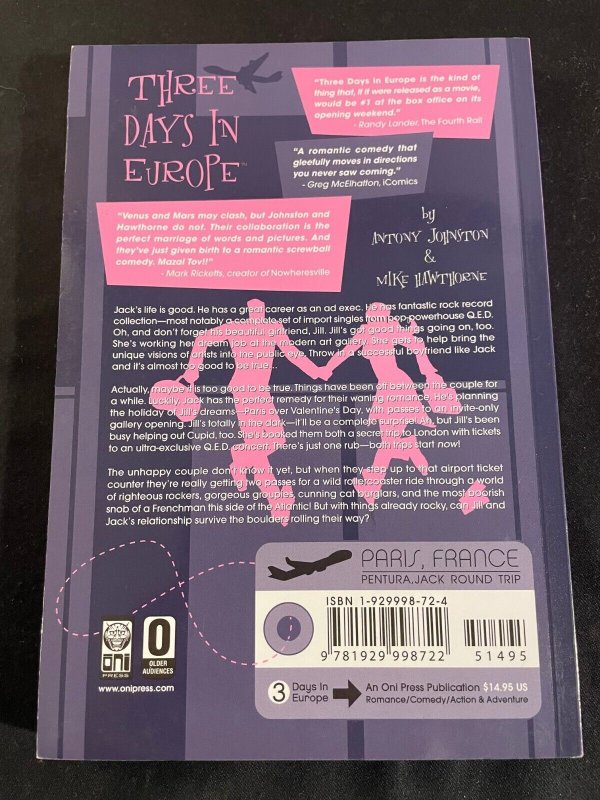 THREE
DAYS IN
EUROPE™
"Three Days in Europe is the kind of
thing that, if it were released as a movie,
would be #1 at the box office on its
opening weekend."
- Randy Lander, The Fourth Rail
"A romantic comedy that
gleefully moves in directions
you never saw coming."
- Greg McElhatton, iComics
"Venus and Mars may clash, but Johnston and
Hawthorne do not. Their collaboration is the
perfect marriage of words and pictures. And
they've just given birth to a romantic screwball
comedy. Mazal Tov!!"
- Mark Ricketts, creator of Nowheresville
by
ANTONY JOHNSTON
&
MIKE HAWTHORNE
Jack's life is good. He has a great career as an ad exec. He has fantastic rock record
collection—most notably a complete set of import singles from pop powerhouse Q.E.D.
Oh, and don't forget his beautiful girlfriend, Jill. Jill's got good things going on, too.
She's working her dream job at the modern art gallery. She gets to help bring the
unique visions of artists into the public eye. Throw in a successful boyfriend like Jack
and it's almost too good to be true...
Actually, maybe it is too good to be true. Things have been off between the couple for
a while. Luckily, Jack has the perfect remedy for their waning romance. He's planning
the holiday of Jill's dreams—Paris over Valentine's Day, with passes to an invite-only
gallery opening. Jill's totally in the dark—it'll be a complete surprise! Ah, but Jill's been
busy helping out Cupid, too. She's booked them both a secret trip to London with tickets
to an ultra-exclusive Q.E.D. concert. There's just one rub—both trips start now!
The unhappy couple don't know it yet, but when they step up to that airport ticket
counter they're really getting two passes for a wild rollercoaster ride through a world
of righteous rockers, gorgeous groupies, cunning cat burglars, and the most boorish
snob of a Frenchman this side of the Atlantic! But with things already rocky, can Jill and
Jack's relationship survive the boulders rolling their way?
PARIS, FRANCE
PENTURA,JACK ROUND TRIP
ISBN 1-929998-72-4
9 781929 998722
51495
3 Days In
Europe
An Oni Press Publication $14.95 US
Romance/Comedy/Action & Adventure
ONI
PRESS
O
OLDER
AUDIENCES
www.onipress.com